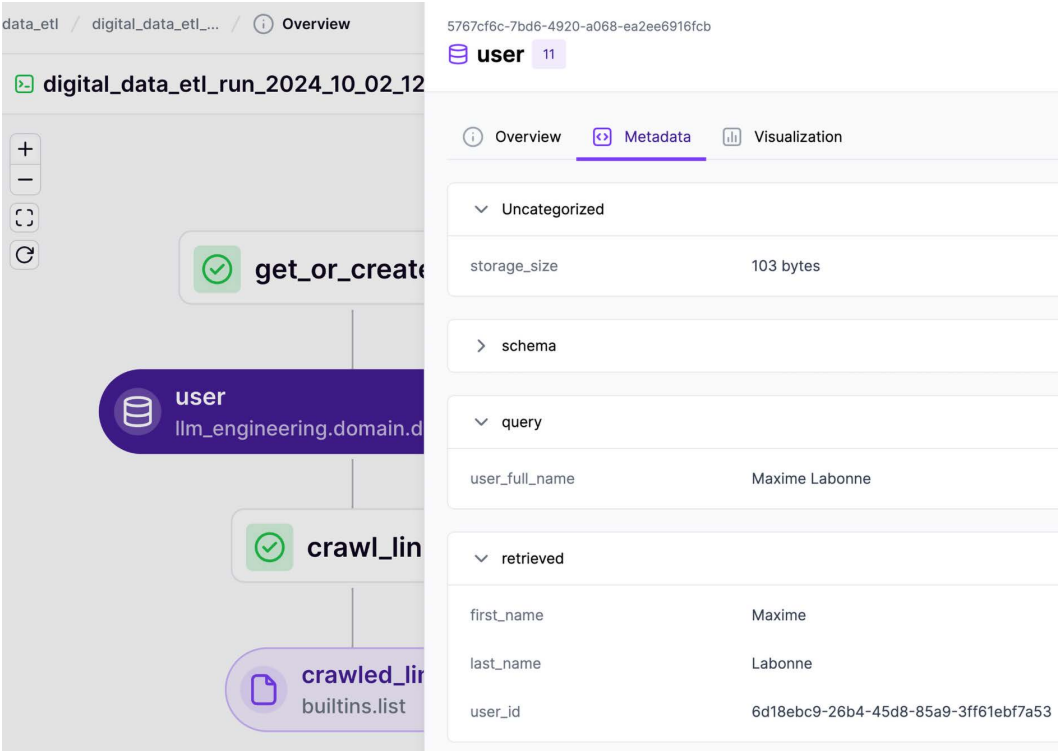 data_etl / digital_data_etl_... / Overview
digital_data_etl_run_2024_10_02_12
get_or_create
user
llm_engineering.domain.d
crawl_lin
crawled_lin
builtins.list
5767cf6c-7bd6-4920-a068-ea2ee6916fcb
user 11
Overview Metadata Visualization
Uncategorized
storage_size 103 bytes
schema
query
user_full_name Maxime Labonne
retrieved
first_name Maxime
last_name Labonne
user_id 6d18ebc9-26b4-45d8-85a9-3ff61ebf7a53